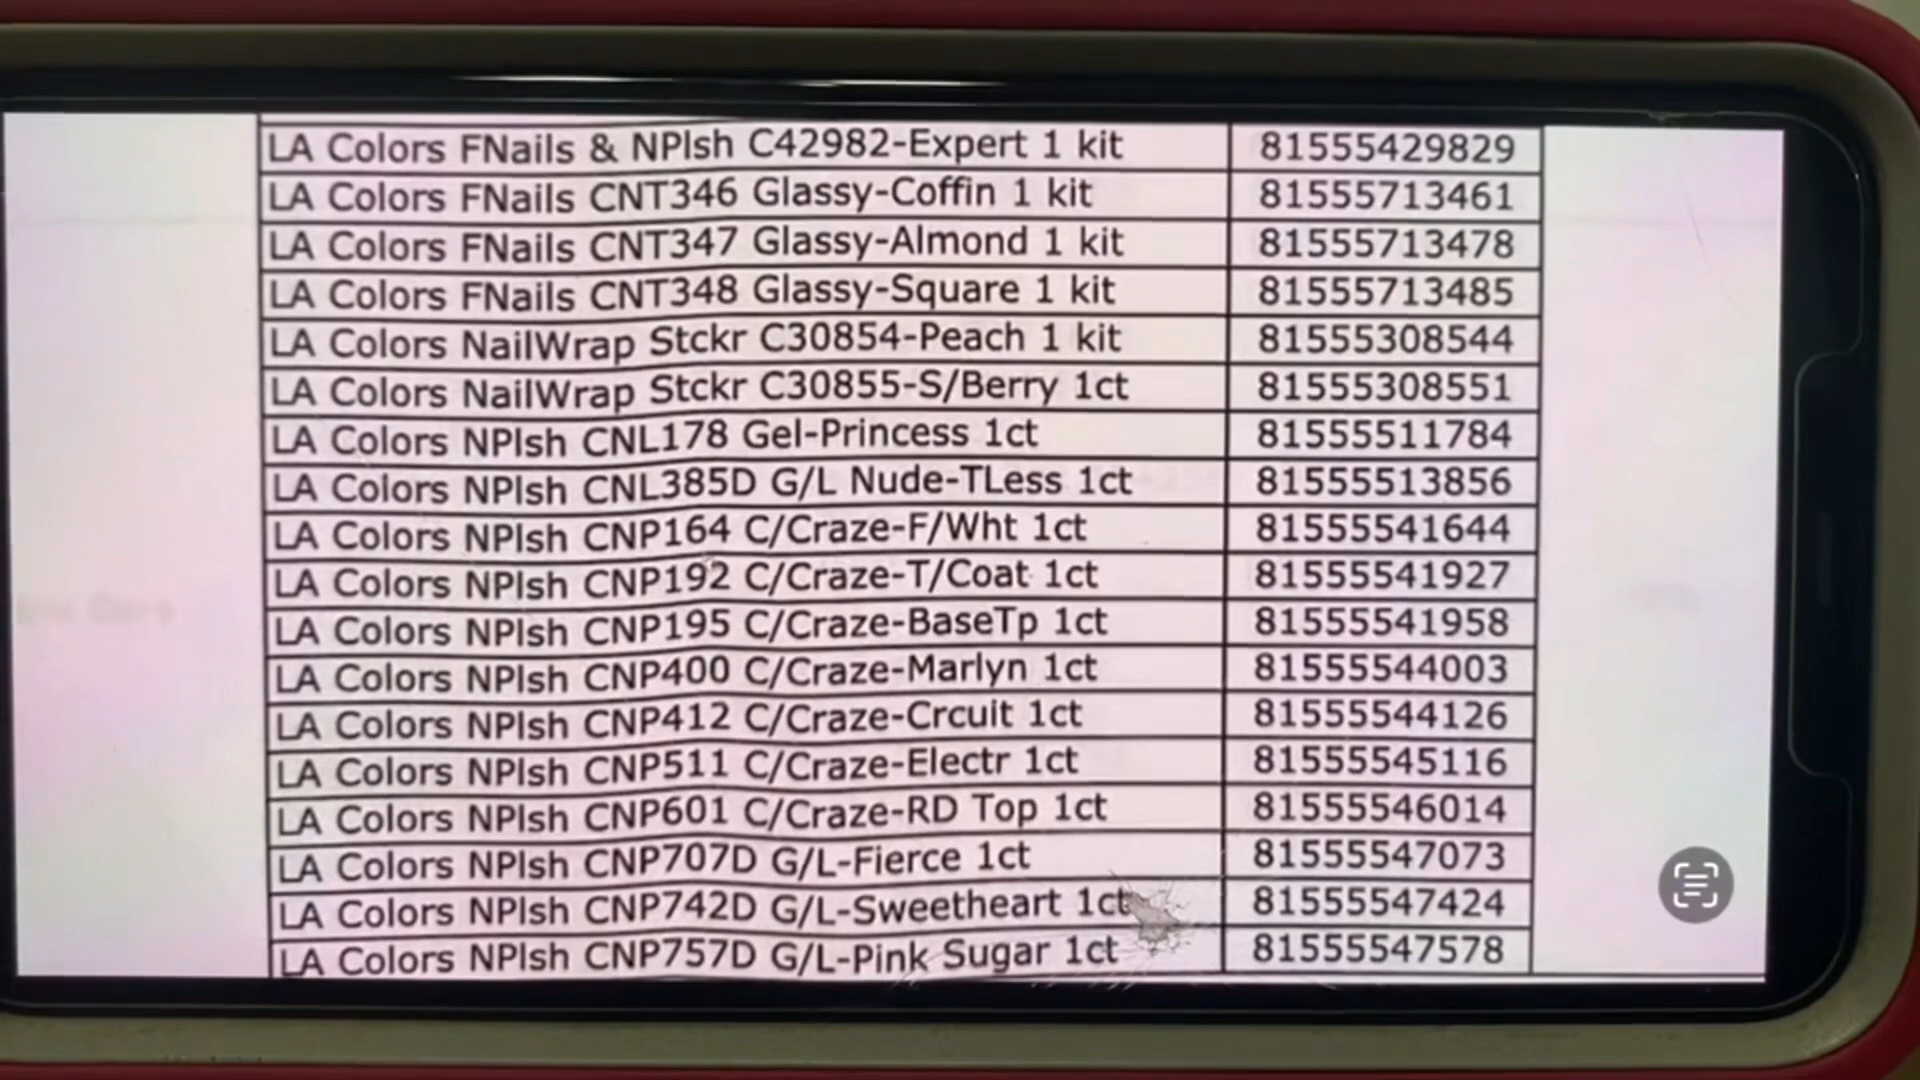 LA Colors FNails & NPlsh C42982-Expert 1 kit 81555429829
LA Colors FNails CNT346 Glassy-Coffin 1 kit 81555713461
LA Colors FNails CNT347 Glassy-Almond 1 kit 81555713478
LA Colors FNails CNT348 Glassy-Square 1 kit 81555713485
LA Colors NailWrap Stckr C30854-Peach 1 kit 81555308544
LA Colors NailWrap Stckr C30855-S/Berry 1ct 81555308551
LA Colors NPlsh CNL178 Gel-Princess 1ct 81555511784
LA Colors NPlsh CNL385D G/L Nude-TLess 1ct 81555513856
LA Colors NPlsh CNP164 C/Craze-F/Wht 1ct 81555541644
LA Colors NPlsh CNP192 C/Craze-T/Coat 1ct 81555541927
LA Colors NPlsh CNP195 C/Craze-BaseTp 1ct 81555541958
LA Colors NPlsh CNP400 C/Craze-Marlyn 1ct 81555544003
LA Colors NPlsh CNP412 C/Craze-Crcuit 1ct 81555544126
LA Colors NPlsh CNP511 C/Craze-Electr 1ct 81555545116
LA Colors NPlsh CNP601 C/Craze-RD Top 1ct 81555546014
LA Colors NPlsh CNP707D G/L-Fierce 1ct 81555547073
LA Colors NPlsh CNP742D G/L-Sweetheart 1ct 81555547424
LA Colors NPlsh CNP757D G/L-Pink Sugar 1ct 81555547578